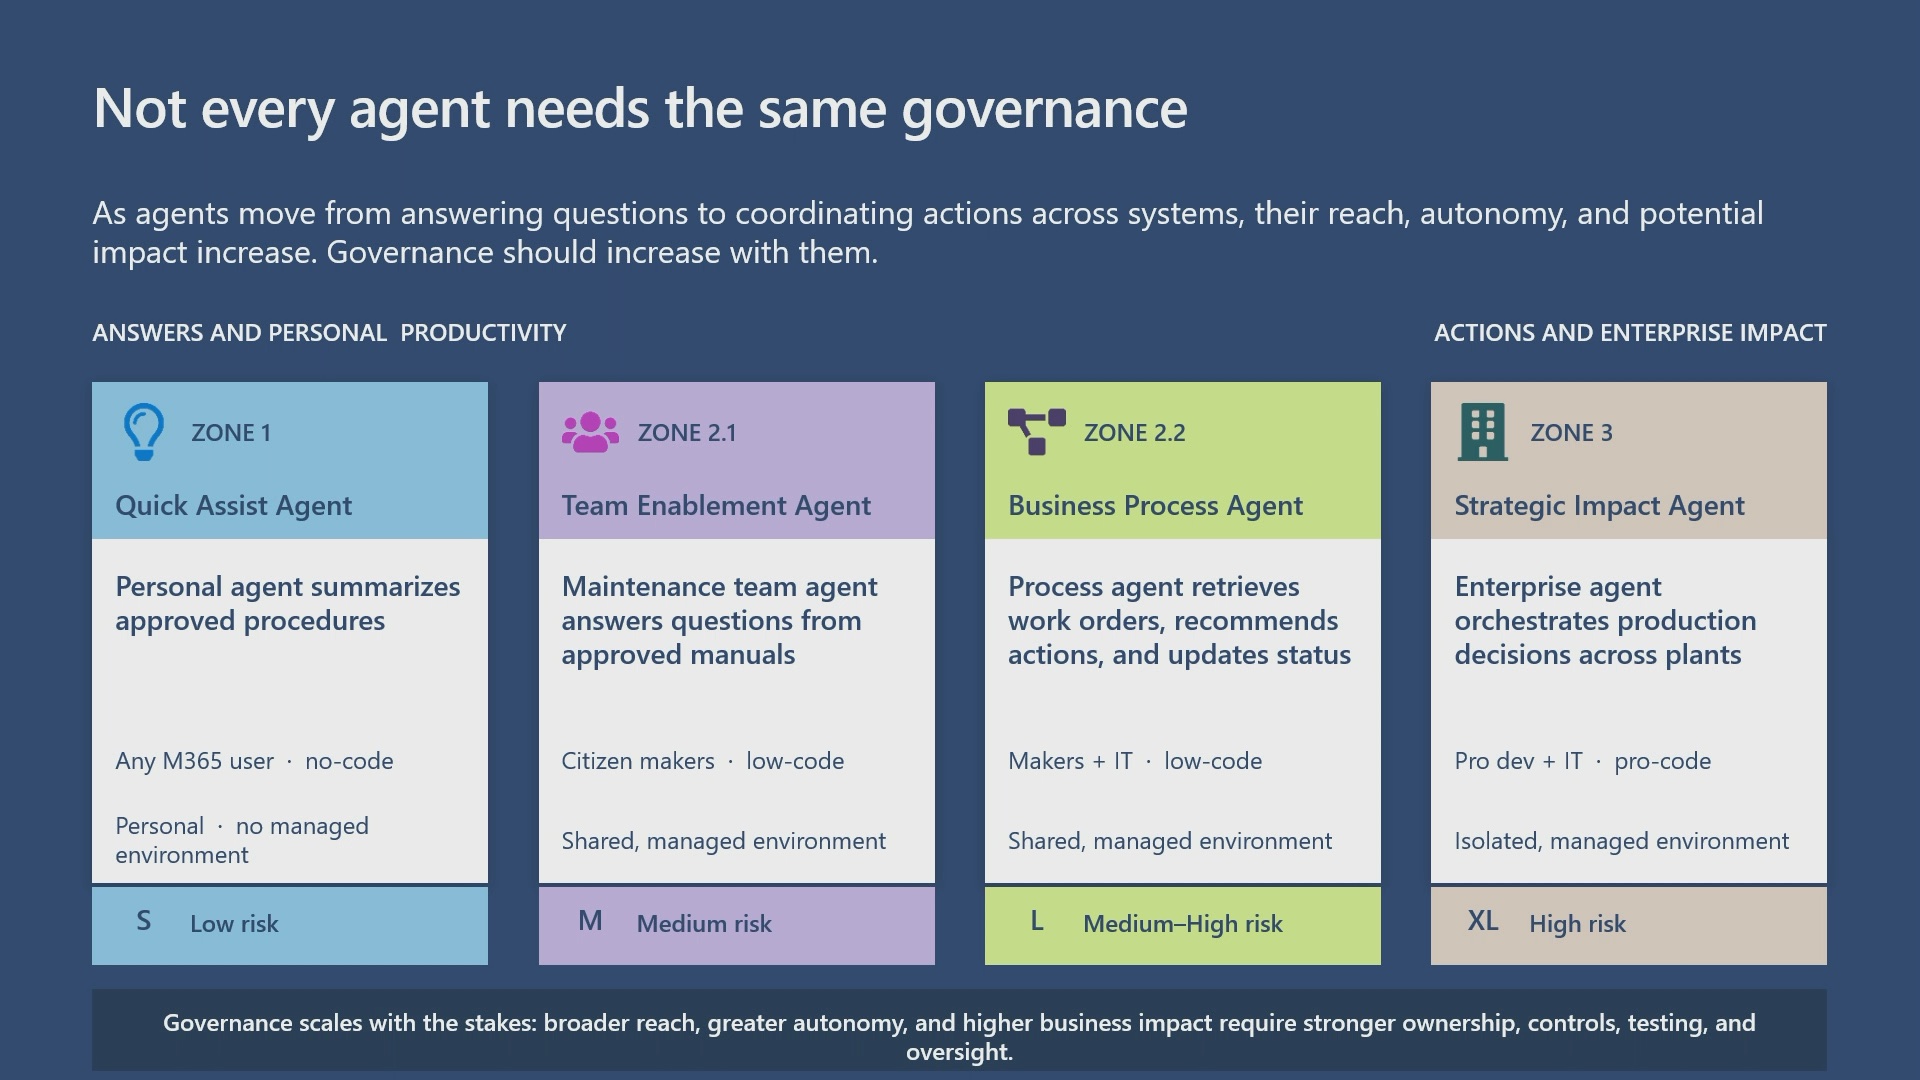 Not every agent needs the same governance
As agents move from answering questions to coordinating actions across systems, their reach, autonomy, and potential
impact increase. Governance should increase with them.
ANSWERS AND PERSONAL  PRODUCTIVITY
ACTIONS AND ENTERPRISE IMPACT
ZONE 1
Quick Assist Agent
Personal agent summarizes
approved procedures
Any M365 user · no-code
Personal · no managed
environment
S Low risk
ZONE 2.1
Team Enablement Agent
Maintenance team agent
answers questions from
approved manuals
Citizen makers · low-code
Shared, managed environment
M Medium risk
ZONE 2.2
Business Process Agent
Process agent retrieves
work orders, recommends
actions, and updates status
Makers + IT · low-code
Shared, managed environment
L Medium–High risk
ZONE 3
Strategic Impact Agent
Enterprise agent
orchestrates production
decisions across plants
Pro dev + IT · pro-code
Isolated, managed environment
XL High risk
Governance scales with the stakes: broader reach, greater autonomy, and higher business impact require stronger ownership, controls, testing, and
oversight.